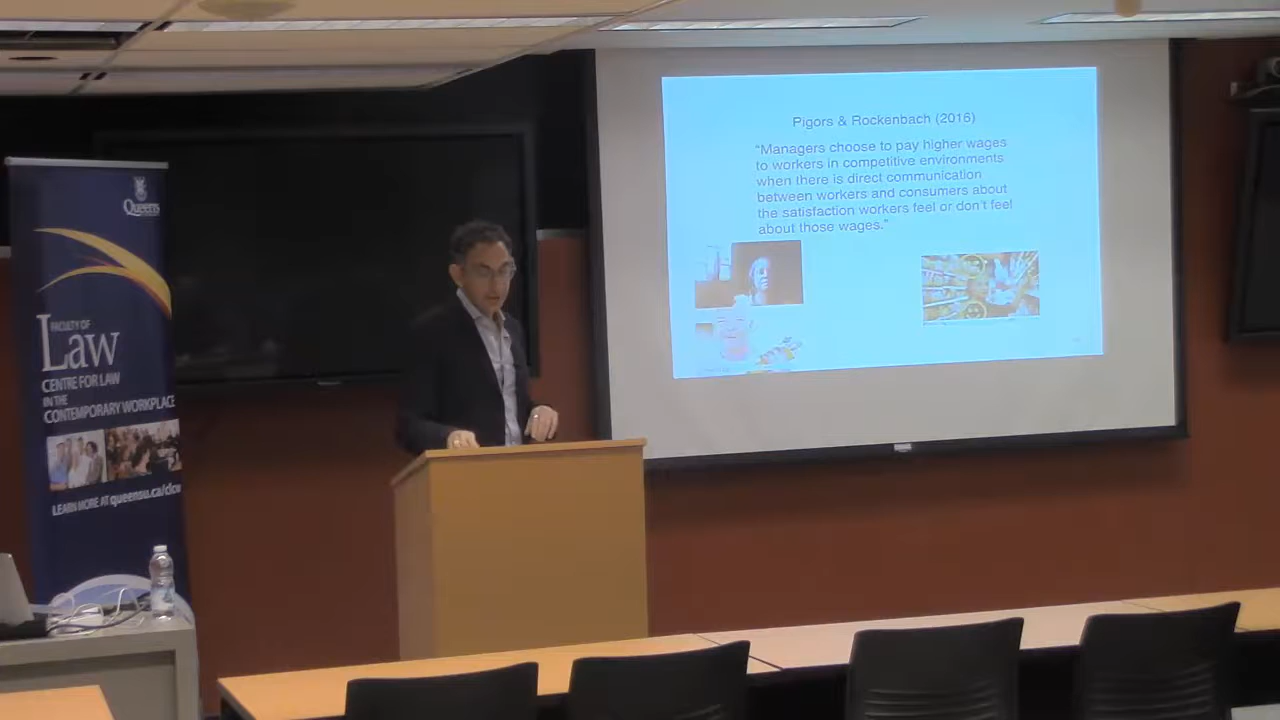 Queen's
FACULTY OF
Law
CENTRE FOR LAW
IN THE
CONTEMPORARY WORKPLACE
LEARN MORE AT queensu.ca/clcw
Pigors & Rockenbach (2016)
"Managers choose to pay higher wages
to workers in competitive environments
when there is direct communication
between workers and consumers about
the satisfaction workers feel or don't feel
about those wages."